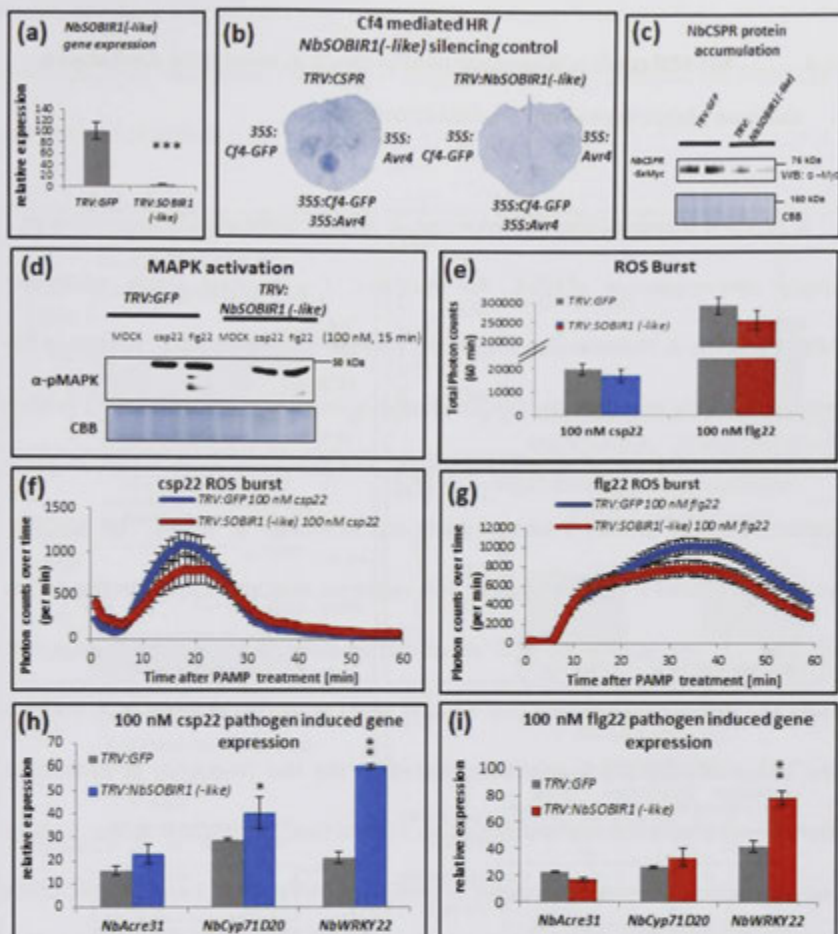 (a)
NbSOBIR1(-like)
gene expression
relative expression
140
120
100
80
60
40
20
0
***
TRV:GFP
TRV:SOBIR1
(-like)
(b)
Cf4 mediated HR /
NbSOBIR1(-like) silencing control
TRV:CSPR
TRV:NbSOBIR1(-like)
35S:
Cf4-GFP
35S:
Avr4
35S:
Cf4-GFP
35S:
Avr4
35S:Cf4-GFP
35S:Avr4
35S:Cf4-GFP
35S:Avr4
(c)
NbCSPR protein
accumulation
TRV:GFP
TRV:
NbSOBIR1(-like)
NbCSPR
-6xMyc
76 kDa
WB: α-Myc
160 kDa
CBB
(d)
MAPK activation
TRV:GFP
TRV:
NbSOBIR1 (-like)
MOCK csp22 flg22 MOCK csp22 flg22 (100 nM, 15 min)
50 kDa
α-pMAPK
CBB
(e)
ROS Burst
Total Photon counts
(60 min)
300000
250000
200000
20000
10000
0
TRV:GFP
TRV:SOBIR1 (-like)
100 nM csp22
100 nM flg22
(f)
csp22 ROS burst
TRV:GFP 100 nM csp22
TRV:SOBIR1 (-like) 100 nM csp22
Photon counts over time
(per min)
1500
1000
500
0
0 10 20 30 40 50 60
Time after PAMP treatment [min]
(g)
flg22 ROS burst
TRV:GFP 100 nM flg22
TRV:SOBIR1(-like) 100 nM flg22
Photon counts over time
(per min)
12000
10000
8000
6000
4000
2000
0
0 20 40 60
Time after PAMP treatment [min]
(h)
100 nM csp22 pathogen induced gene
expression
relative expression
70
60
50
40
30
20
10
0
TRV:GFP
TRV:NbSOBIR1 (-like)
*
**
NbAcre31
NbCyp71D20
NbWRKY22
(i)
100 nM flg22 pathogen induced gene
expression
relative expression
100
80
60
40
20
0
TRV:GFP
TRV:NbSOBIR1 (-like)
**
NbAcre31
NbCyp71D20
NbWRKY22